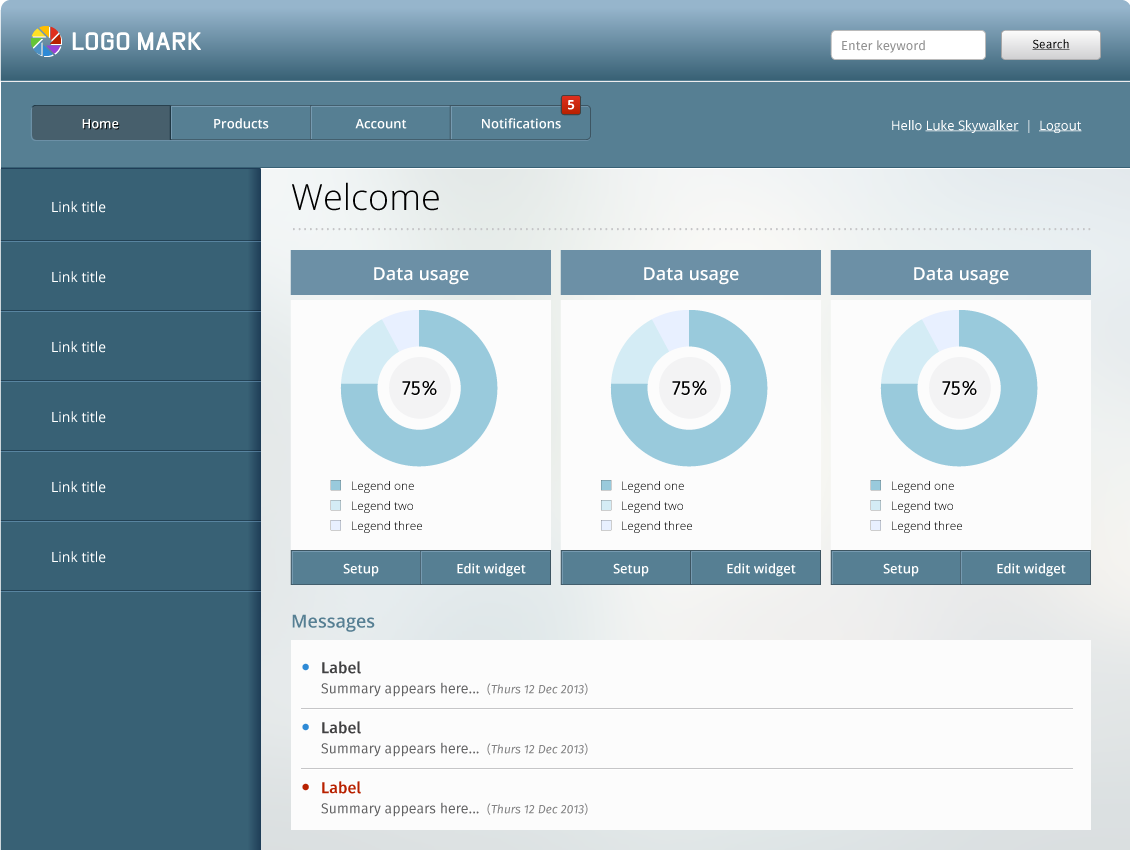 LOGO MARK
Enter keyword
Search
Home
Products
Account
Notifications
5
Hello Luke Skywalker | Logout
Link title
Link title
Link title
Link title
Link title
Link title
Welcome
Data usage
75%
Legend one
Legend two
Legend three
Setup
Edit widget
Data usage
75%
Legend one
Legend two
Legend three
Setup
Edit widget
Data usage
75%
Legend one
Legend two
Legend three
Setup
Edit widget
Messages
Label
Summary appears here... (Thurs 12 Dec 2013)
Label
Summary appears here... (Thurs 12 Dec 2013)
Label
Summary appears here... (Thurs 12 Dec 2013)